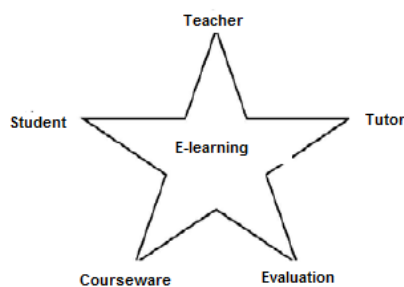 Teacher
Student
Tutor
E-learning
Courseware
Evaluation